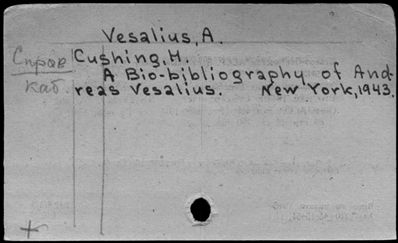 Vesalius, A.
Справ
каб.
Cushing, H.
A Bio-bibliography of And-
reas Vesalius. New York, 1943.
+